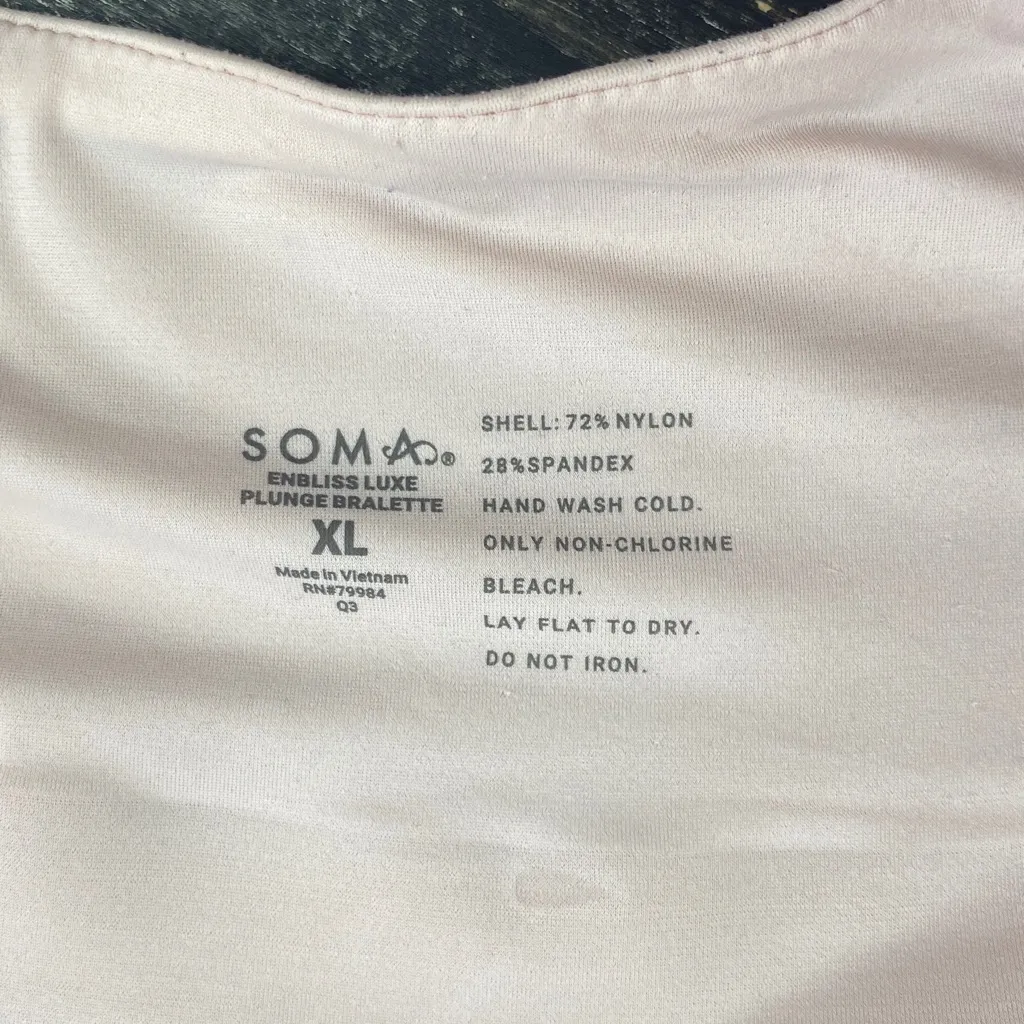 SOMA®
ENBLISS LUXE
PLUNGE BRALETTE
XL
Made in Vietnam
RN#79984
Q3
SHELL: 72% NYLON
28%SPANDEX
HAND WASH COLD.
ONLY NON-CHLORINE
BLEACH.
LAY FLAT TO DRY.
DO NOT IRON.